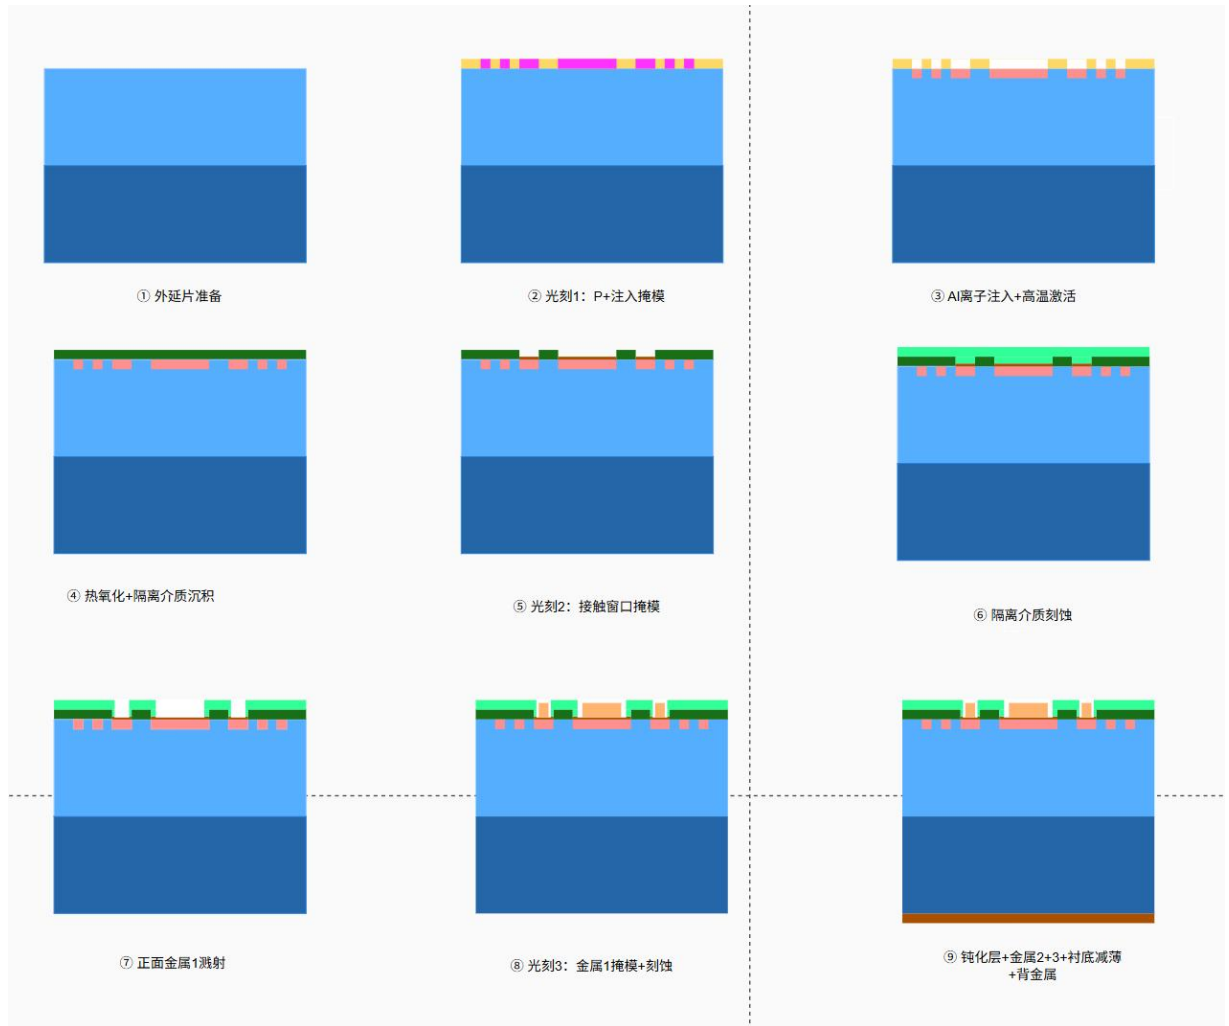 ① 外延片准备
② 光刻1：P+注入掩模
③ Al离子注入+高温激活
④ 热氧化+隔离介质沉积
⑤ 光刻2：接触窗口掩模
⑥ 隔离介质刻蚀
⑦ 正面金属1溅射
⑧ 光刻3：金属1掩模+刻蚀
⑨ 钝化层+金属2+3+衬底减薄
+背金属